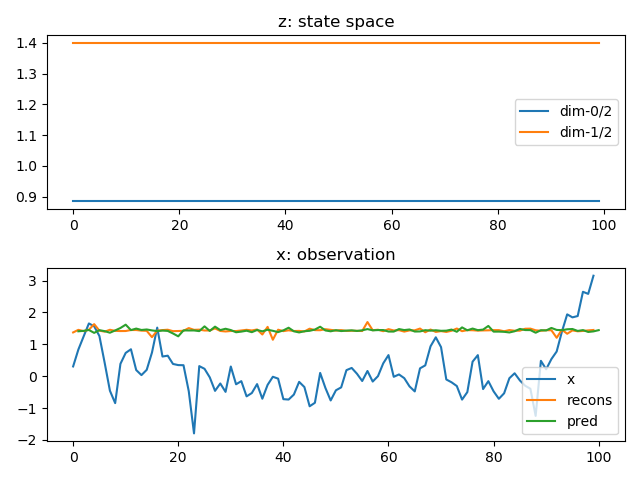 z: state space
1.4
1.3
1.2
1.1
1.0
0.9
dim-0/2
dim-1/2
0 20 40 60 80 100
x: observation
3
2
1
0
−1
−2
x
recons
pred
0 20 40 60 80 100